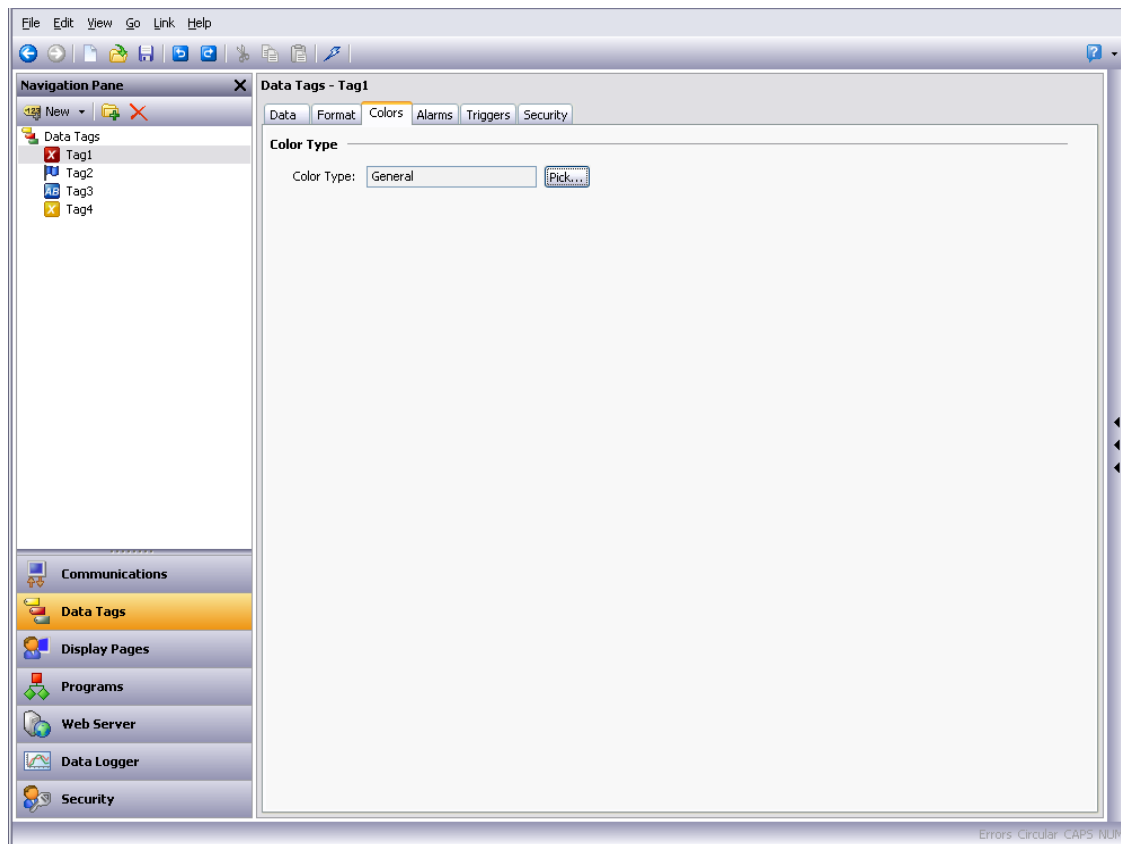 File Edit View Go Link Help
Navigation Pane
New
Data Tags
Tag1
Tag2
Tag3
Tag4
Communications
Data Tags
Display Pages
Programs
Web Server
Data Logger
Security
Data Tags - Tag1
Data Format Colors Alarms Triggers Security
Color Type
Color Type: General Pick...
Errors Circular CAPS NUM